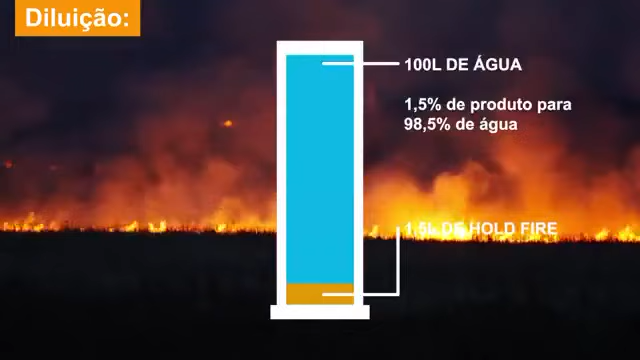 Diluição:
100L DE ÁGUA
1,5% de produto para
98,5% de água
1,5L DE HOLD FIRE